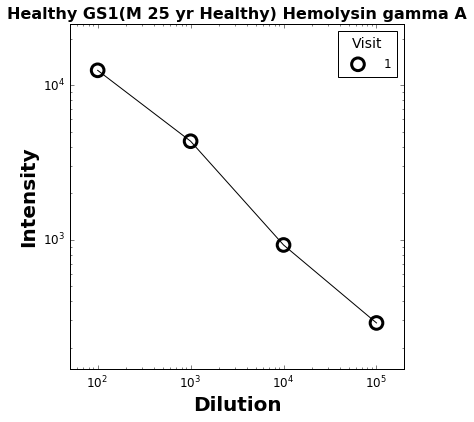 Healthy GS1(M 25 yr Healthy) Hemolysin gamma A
Visit
1
10⁴
10³
Intensity
10² 10³ 10⁴ 10⁵
Dilution